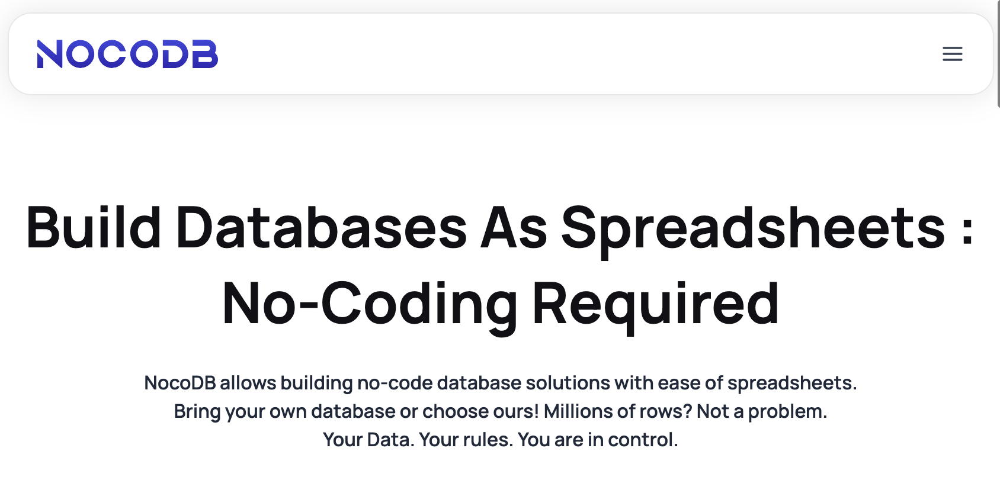 NOCODB
Build Databases As Spreadsheets :
No-Coding Required
NocoDB allows building no-code database solutions with ease of spreadsheets.
Bring your own database or choose ours! Millions of rows? Not a problem.
Your Data. Your rules. You are in control.